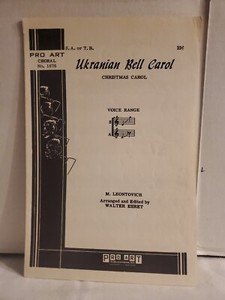 S.A. or T.B.
PRO ART
CHORAL
No. 1076
Ukranian Bell Carol
CHRISTMAS CAROL
VOICE RANGE
M. LEONTOVICH
Arranged and Edited by
WALTER EHRET
PRO ART